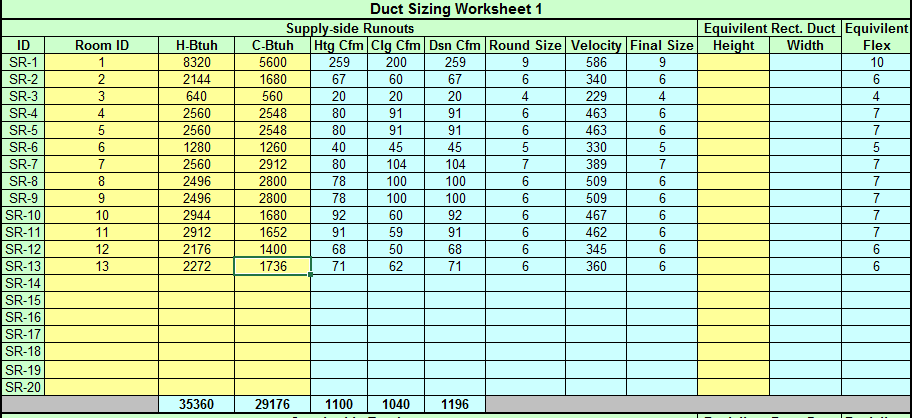 Duct Sizing Worksheet 1
Supply-side Runouts Equivilent Rect. Duct Equivilent
ID Room ID H-Btuh C-Btuh Htg Cfm Clg Cfm Dsn Cfm Round Size Velocity Final Size Height Width Flex
SR-1 1 8320 5600 259 200 259 9 586 9 10
SR-2 2 2144 1680 67 60 67 6 340 6 6
SR-3 3 640 560 20 20 20 4 229 4 4
SR-4 4 2560 2548 80 91 91 6 463 6 7
SR-5 5 2560 2548 80 91 91 6 463 6 7
SR-6 6 1280 1260 40 45 45 5 330 5 5
SR-7 7 2560 2912 80 104 104 7 389 7 7
SR-8 8 2496 2800 78 100 100 6 509 6 7
SR-9 9 2496 2800 78 100 100 6 509 6 7
SR-10 10 2944 1680 92 60 92 6 467 6 7
SR-11 11 2912 1652 91 59 91 6 462 6 7
SR-12 12 2176 1400 68 50 68 6 345 6 6
SR-13 13 2272 1736 71 62 71 6 360 6 6
SR-14
SR-15
SR-16
SR-17
SR-18
SR-19
SR-20
35360 29176 1100 1040 1196